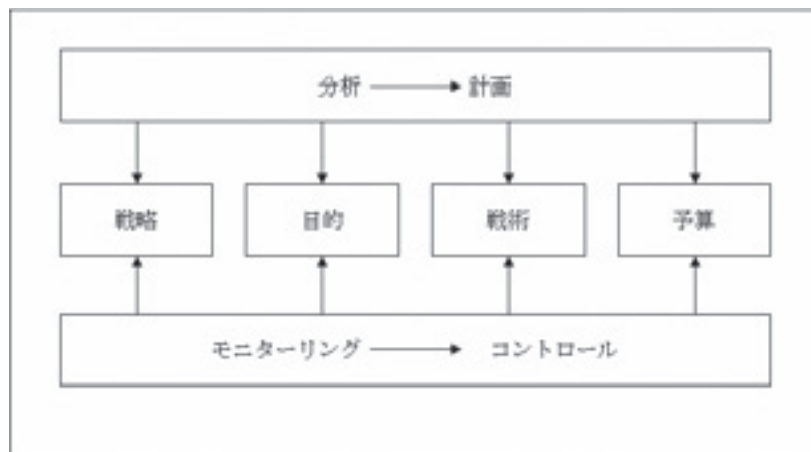 分析 計画
戦略 目的 戦術 予算
モニターリング コントロール